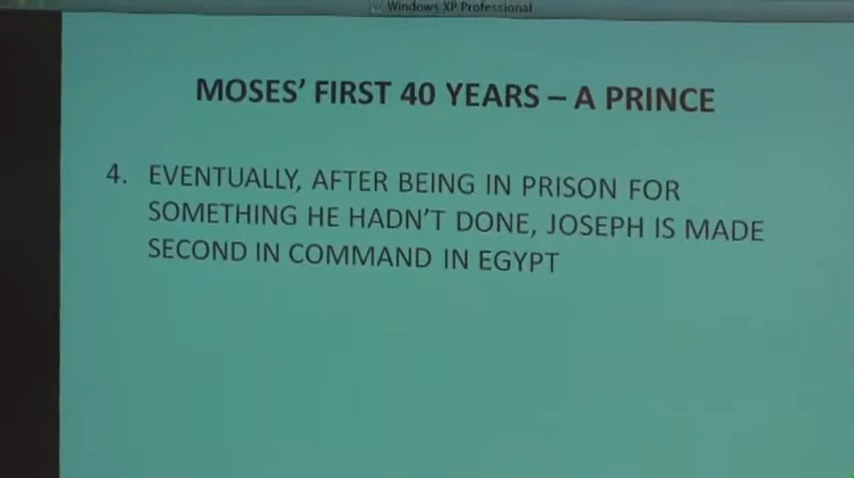 Windows XP Professional
MOSES' FIRST 40 YEARS – A PRINCE
4. EVENTUALLY, AFTER BEING IN PRISON FOR
SOMETHING HE HADN'T DONE, JOSEPH IS MADE
SECOND IN COMMAND IN EGYPT